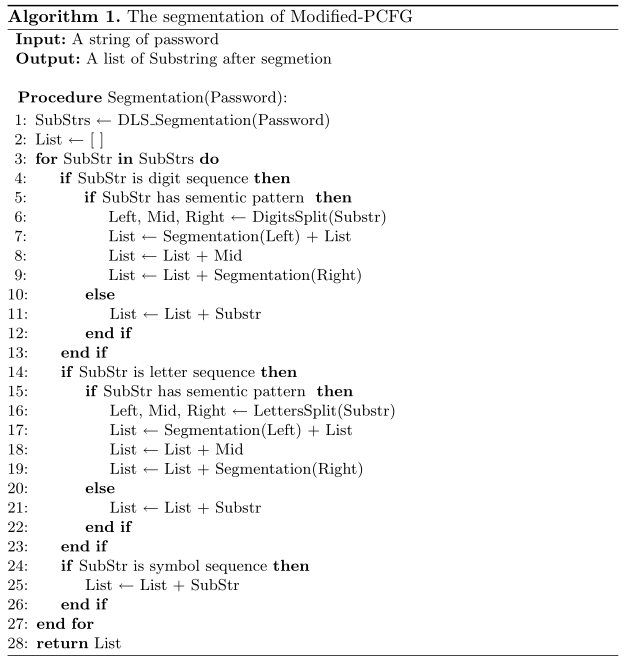 Algorithm 1. The segmentation of Modified-PCFG
Input: A string of password
Output: A list of Substring after segmetion
Procedure Segmentation(Password):
1: SubStrs ← DLS_Segmentation(Password)
2: List ← [ ]
3: for SubStr in SubStrs do
4: if SubStr is digit sequence then
5: if SubStr has sementic pattern then
6: Left, Mid, Right ← DigitsSplit(Substr)
7: List ← Segmentation(Left) + List
8: List ← List + Mid
9: List ← List + Segmentation(Right)
10: else
11: List ← List + Substr
12: end if
13: end if
14: if SubStr is letter sequence then
15: if SubStr has sementic pattern then
16: Left, Mid, Right ← LettersSplit(Substr)
17: List ← Segmentation(Left) + List
18: List ← List + Mid
19: List ← List + Segmentation(Right)
20: else
21: List ← List + Substr
22: end if
23: end if
24: if SubStr is symbol sequence then
25: List ← List + SubStr
26: end if
27: end for
28: return List